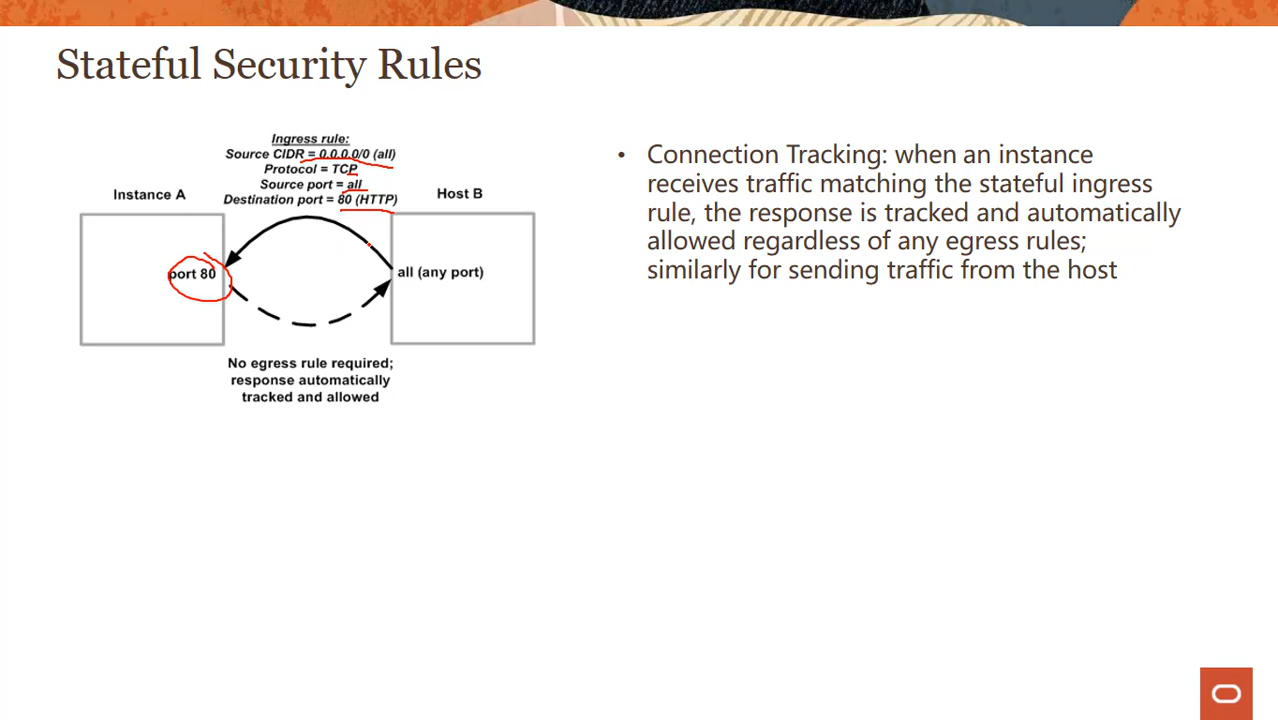 Stateful Security Rules
Ingress rule:
Source CIDR = 0.0.0.0/0 (all)
Protocol = TCP
Source port = all
Destination port = 80 (HTTP)
Instance A
Host B
port 80
all (any port)
No egress rule required;
response automatically
tracked and allowed
• Connection Tracking: when an instance
receives traffic matching the stateful ingress
rule, the response is tracked and automatically
allowed regardless of any egress rules;
similarly for sending traffic from the host